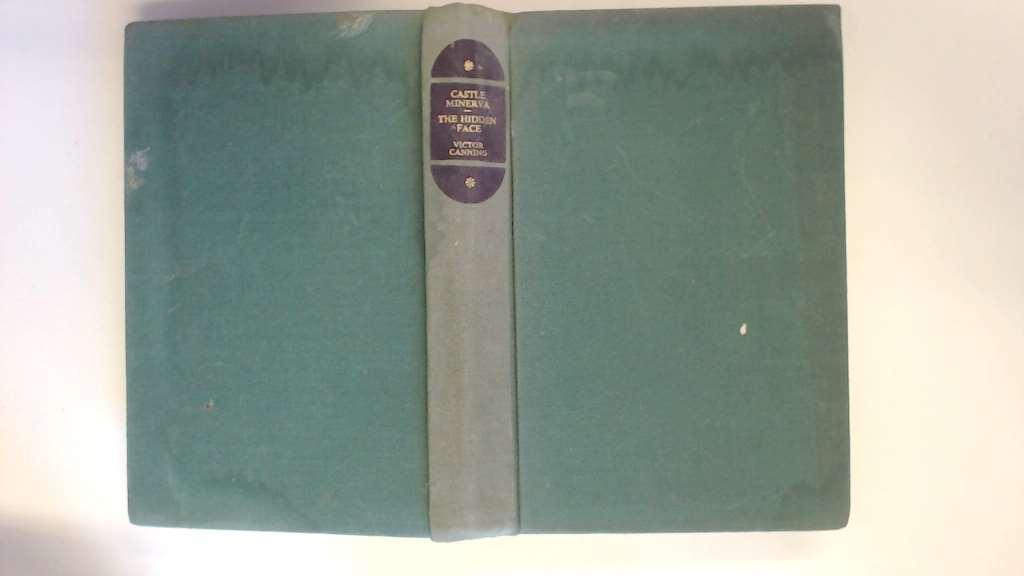 CASTLE
MINERVA
THE HIDDEN
FACE
VICTOR
CANNING